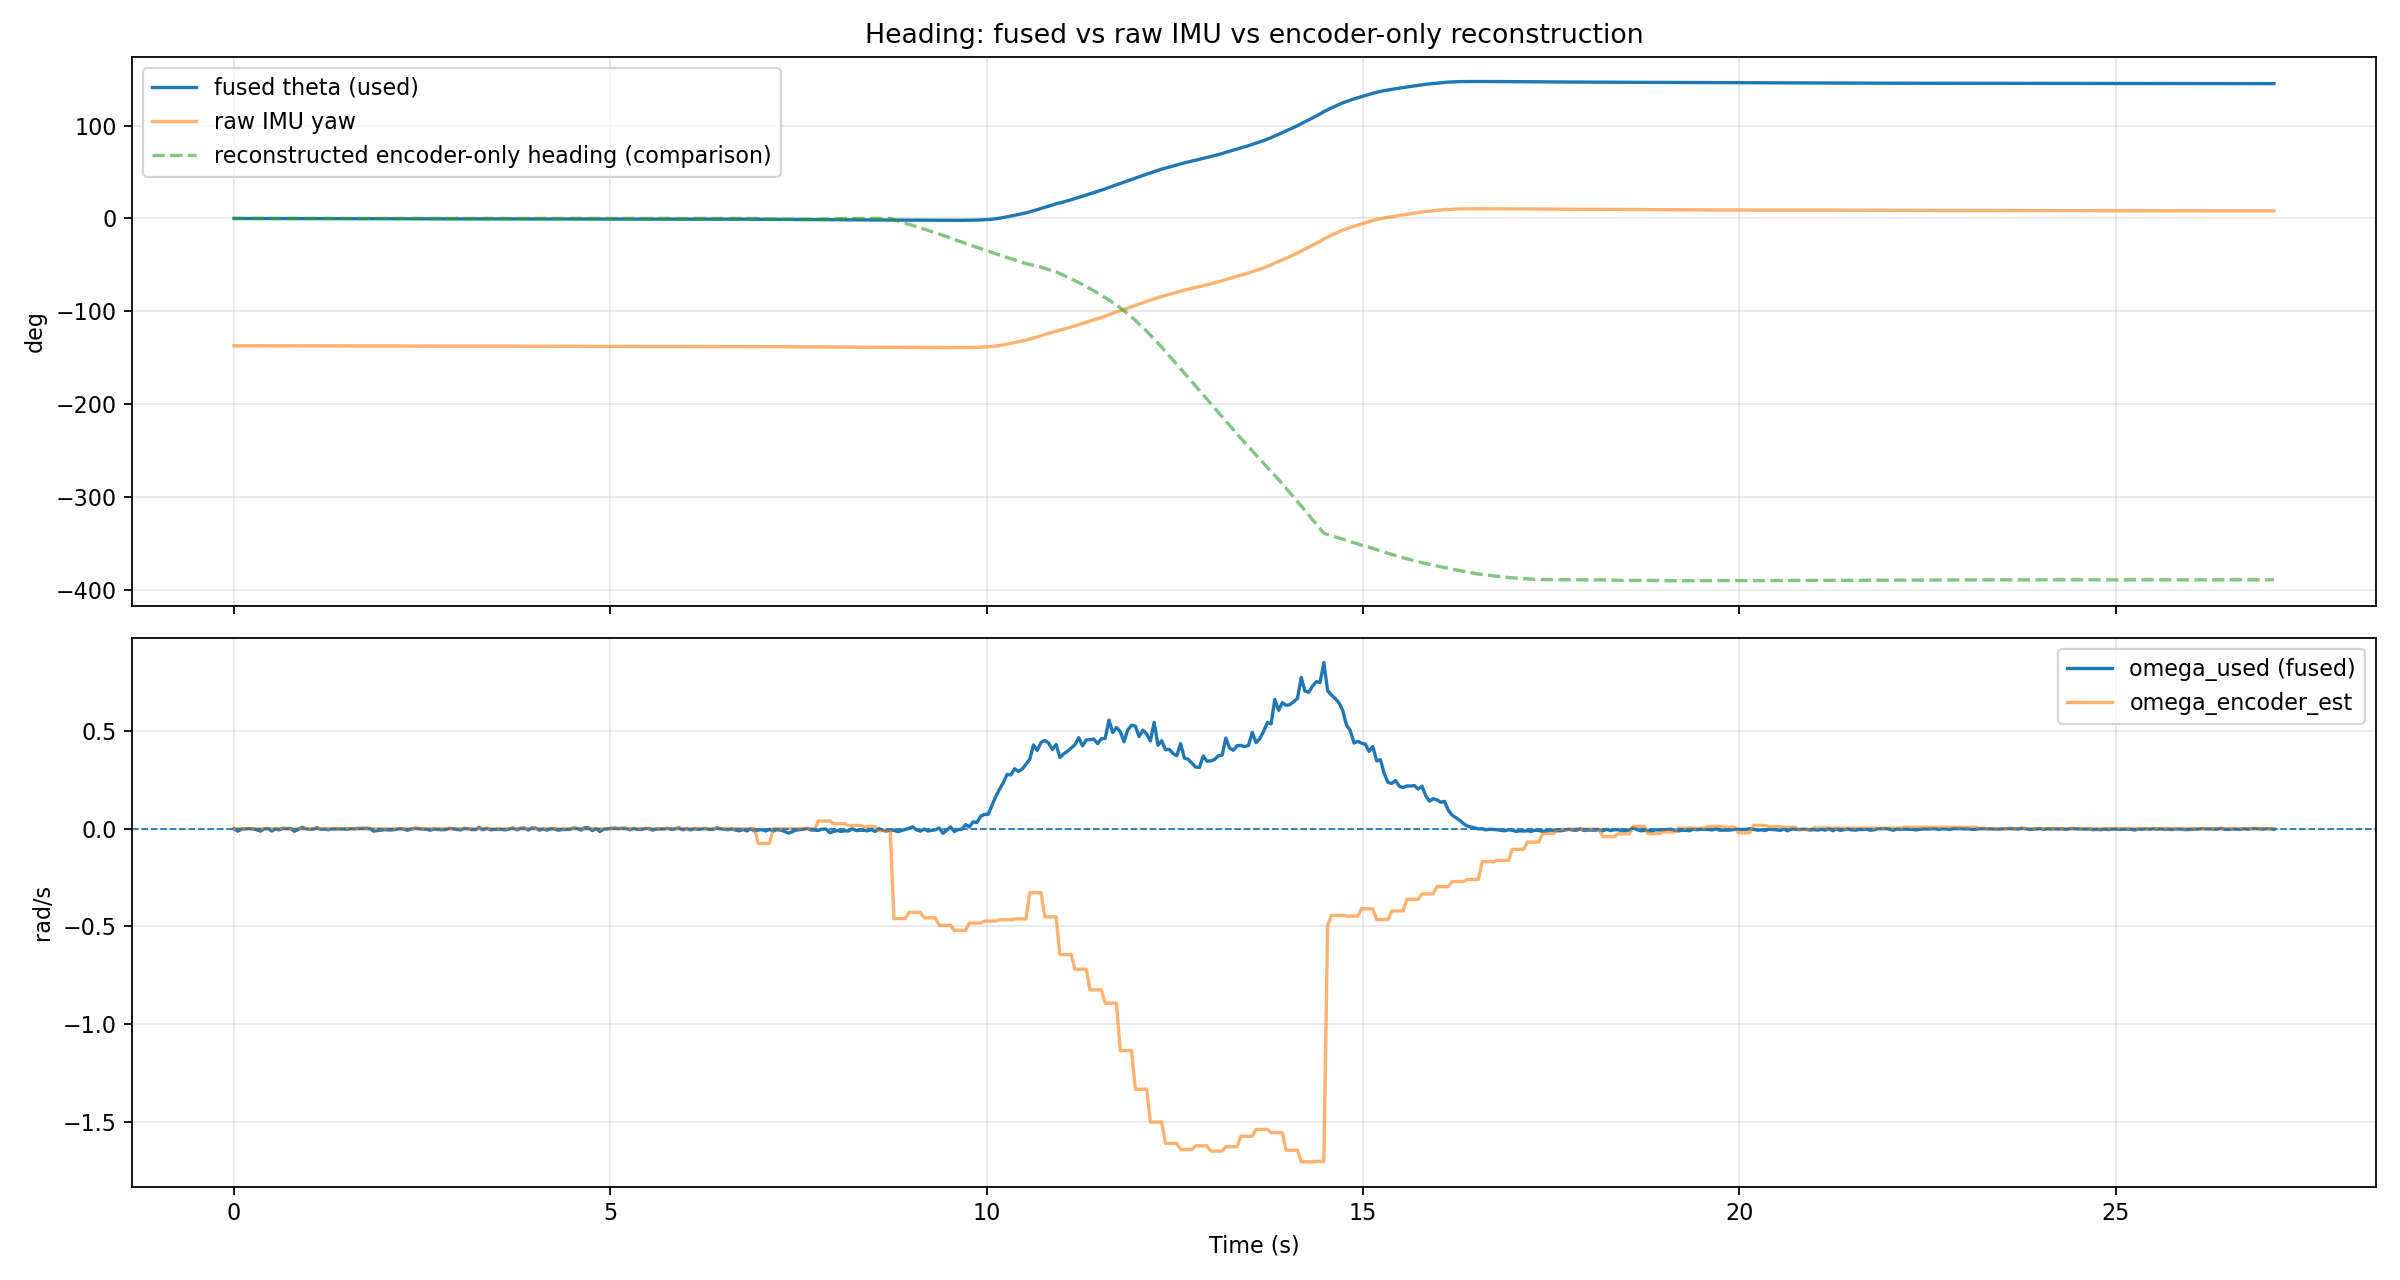 Heading: fused vs raw IMU vs encoder-only reconstruction
fused theta (used)
raw IMU yaw
reconstructed encoder-only heading (comparison)
100
0
−100
−200
−300
−400
deg
omega_used (fused)
omega_encoder_est
0.5
0.0
−0.5
−1.0
−1.5
rad/s
0 5 10 15 20 25
Time (s)